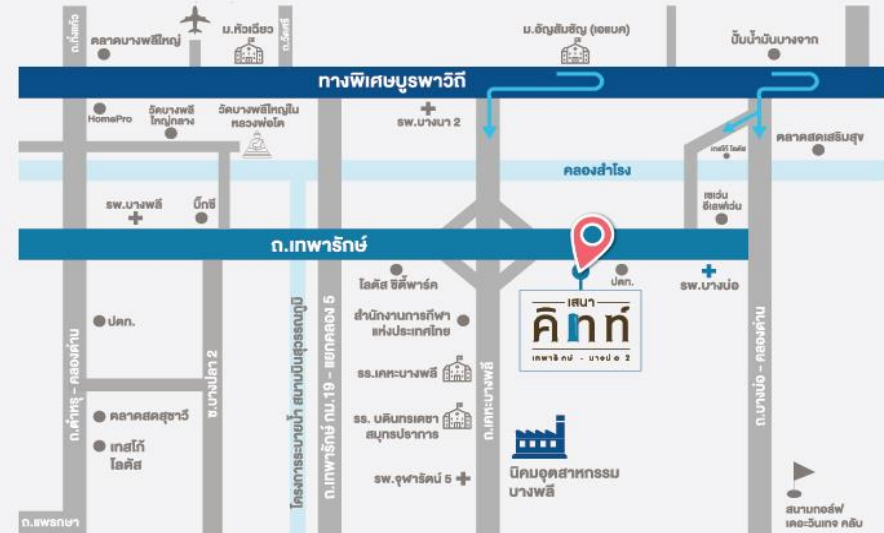 ถ.กิ่งแก้ว
ตลาดบางพลีใหญ่
ม.หัวเฉียว
ถ.วัดศรี
ม.อัญสัมชัญ (เอแบค)
ปั๊มน้ำมันบางจาก
ทางพิเศษบูรพาวิถี
HomePro
วัดบางพลี
ใหญ่กลาง
วัดบางพลีใหญ่ใน
หลวงพ่อโต
รพ.บางนา 2
เทสโก้ โลตัส
ตลาดสดเสริมสุข
คลองสำโรง
รพ.บางพลี
บิ๊กซี
เซเว่น
อีเลฟเว่น
ถ.เทพารักษ์
โลตัส ซิตี้พาร์ค
ปตท.
รพ.บางบ่อ
เสนา
คิทท์
เทพารักษ์ - บางบ่อ 2
ปตท.
สำนักงานการกีฬา
แห่งประเทศไทย
รร.เคหะบางพลี
รร. บดินทรเดชา
สมุทรปราการ
รพ.จุฬารัตน์ 5
ถ.ตำหรุ - คลองด่าน
ซ.บางปลา 2
โครงการระบายน้ำ สนามบินสุวรรณภูมิ
ถ.เทพารักษ์ กม.19 - แยกคลอง 5
ถ.เคหะบางพลี
ถ.บางบ่อ - คลองด่าน
ตลาดสดสุชาวี
เทสโก้
โลตัส
นิคมอุตสาหกรรม
บางพลี
สนามกอล์ฟ
เดอะวินเทจ คลับ
ถ.แพรกษา